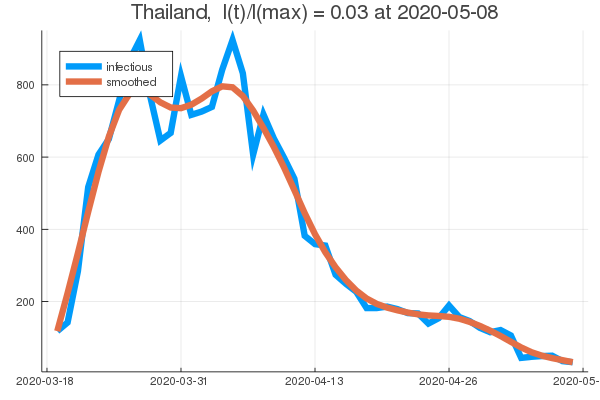 Thailand,  I(t)/I(max) = 0.03 at 2020-05-08
infectious
smoothed
800
600
400
200
2020-03-18 2020-03-31 2020-04-13 2020-04-26 2020-05-